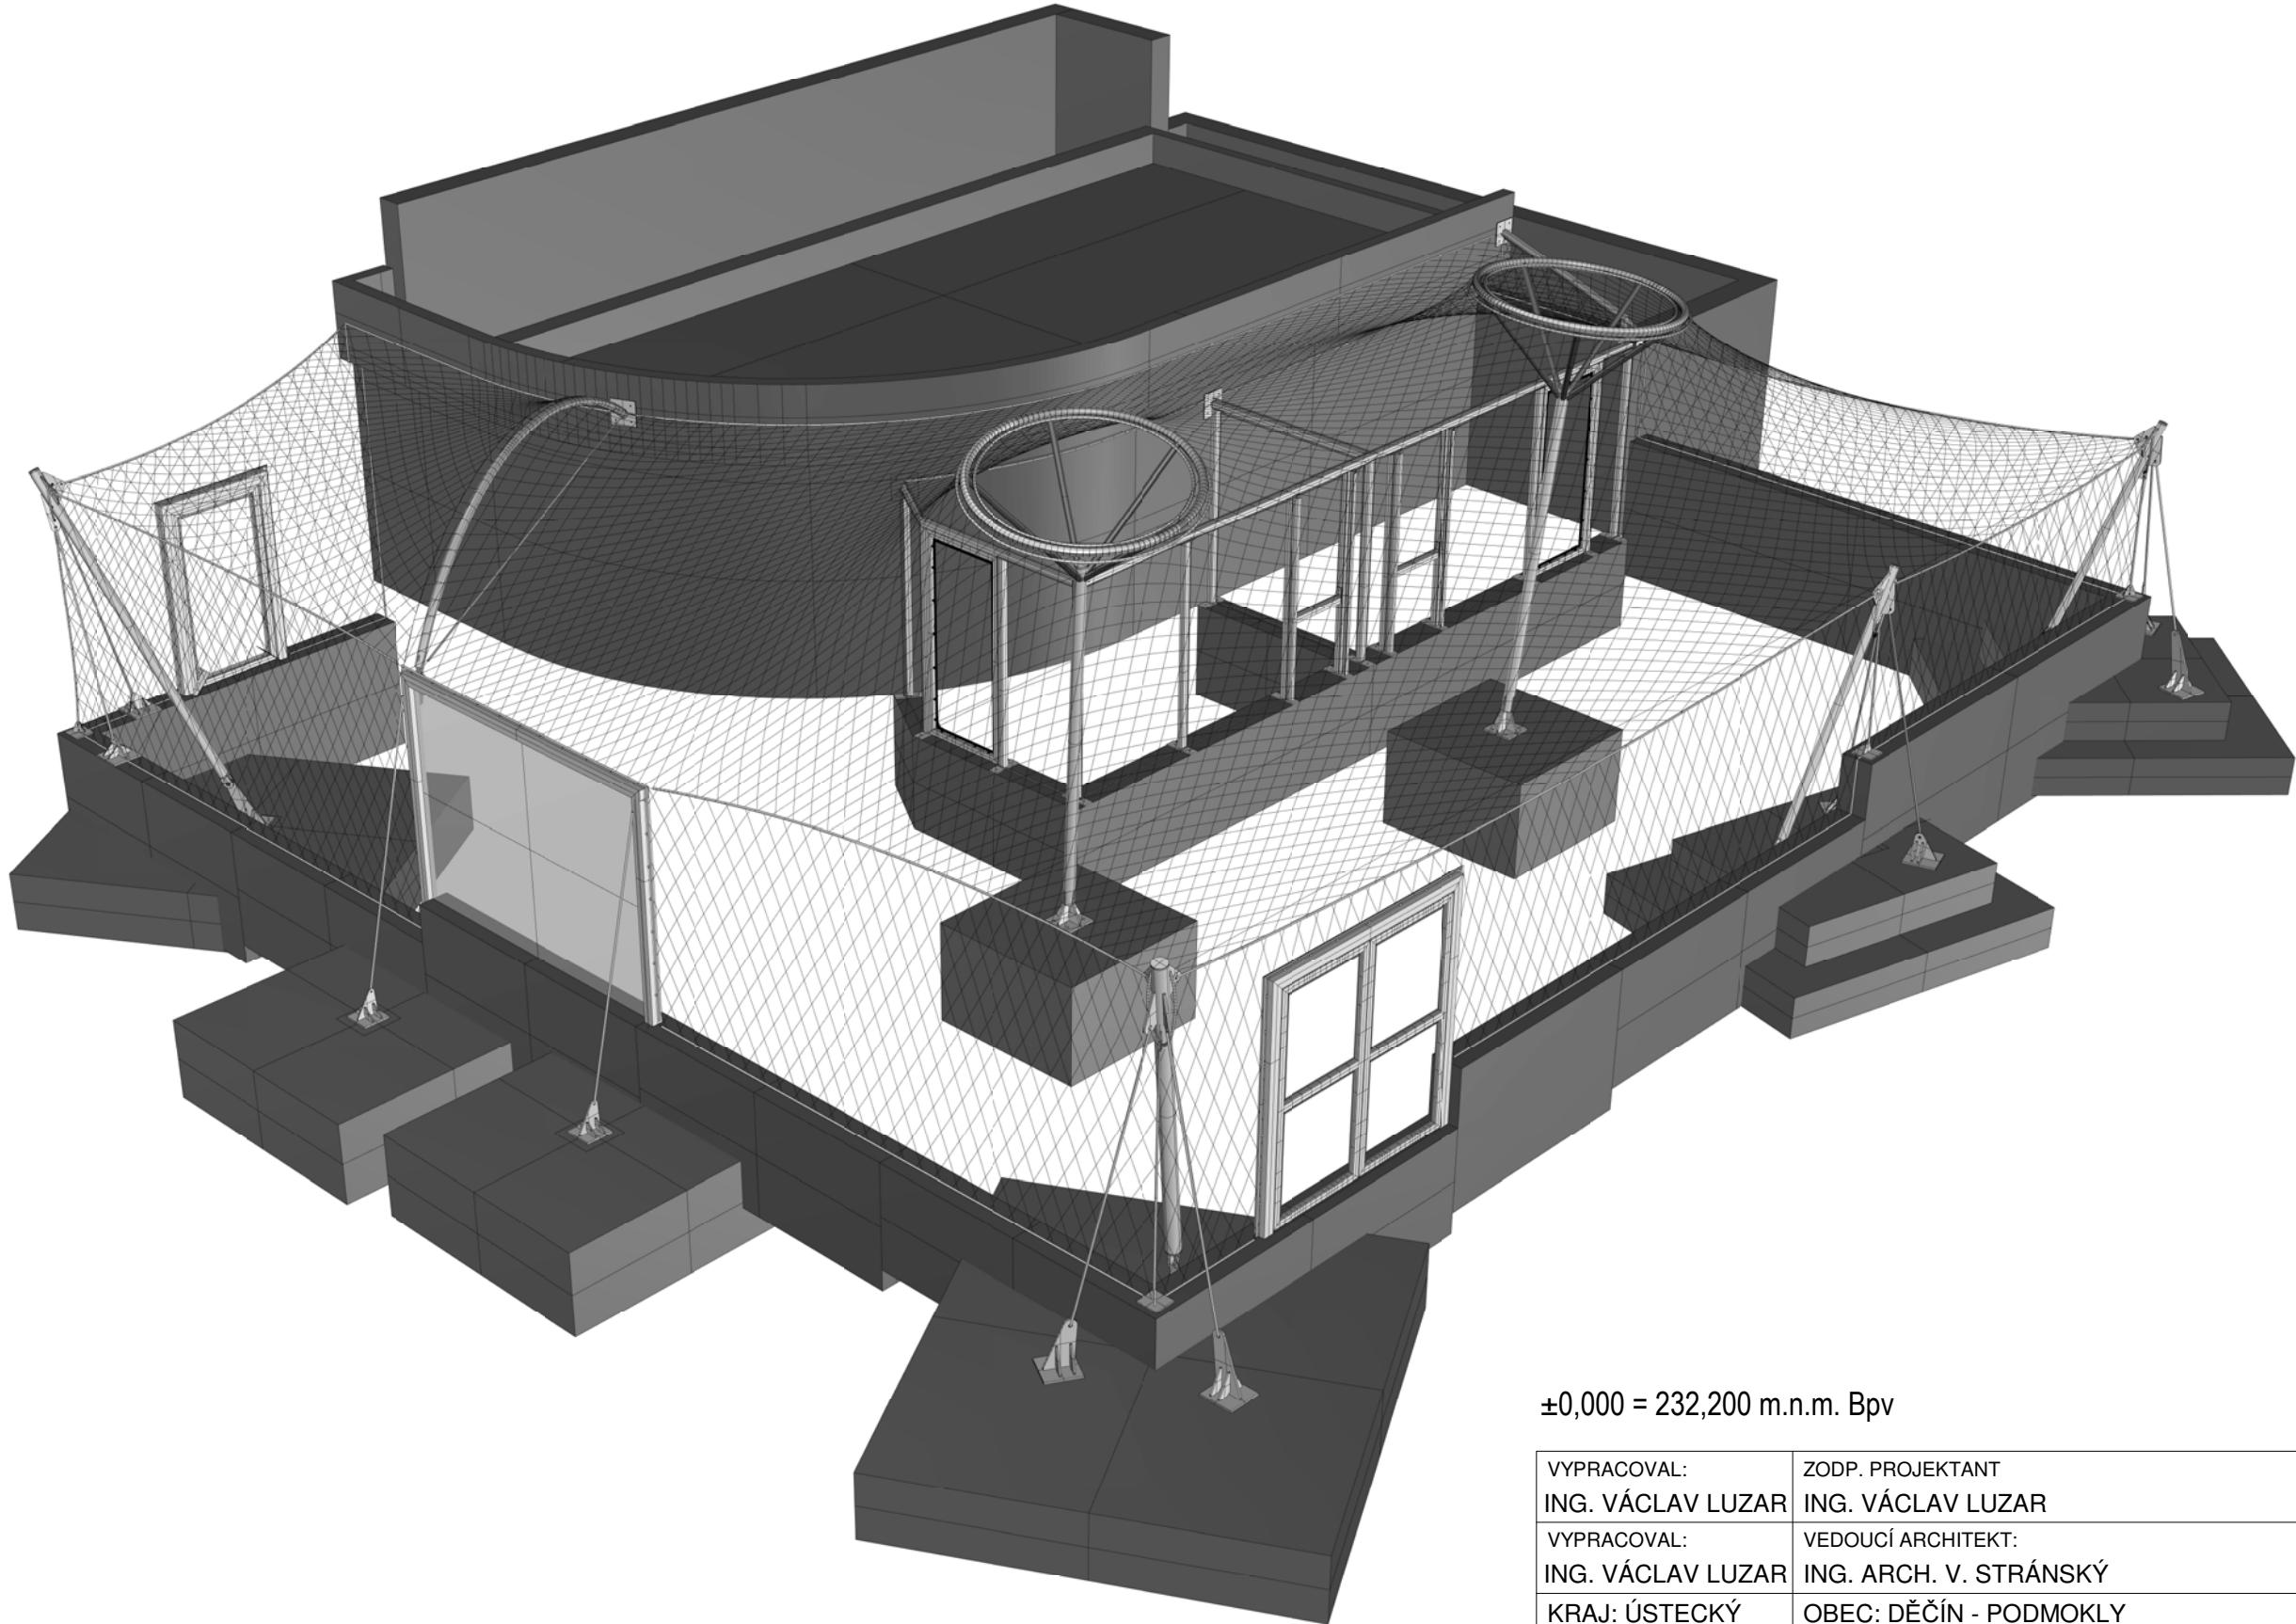 ±0,000 = 232,200 m.n.m. Bpv
VYPRACOVAL:
ING. VÁCLAV LUZAR
ZODP. PROJEKTANT
ING. VÁCLAV LUZAR
VYPRACOVAL:
ING. VÁCLAV LUZAR
VEDOUCÍ ARCHITEKT:
ING. ARCH. V. STRÁNSKÝ
KRAJ: ÚSTECKÝ
OBEC: DĚČÍN - PODMOKLY